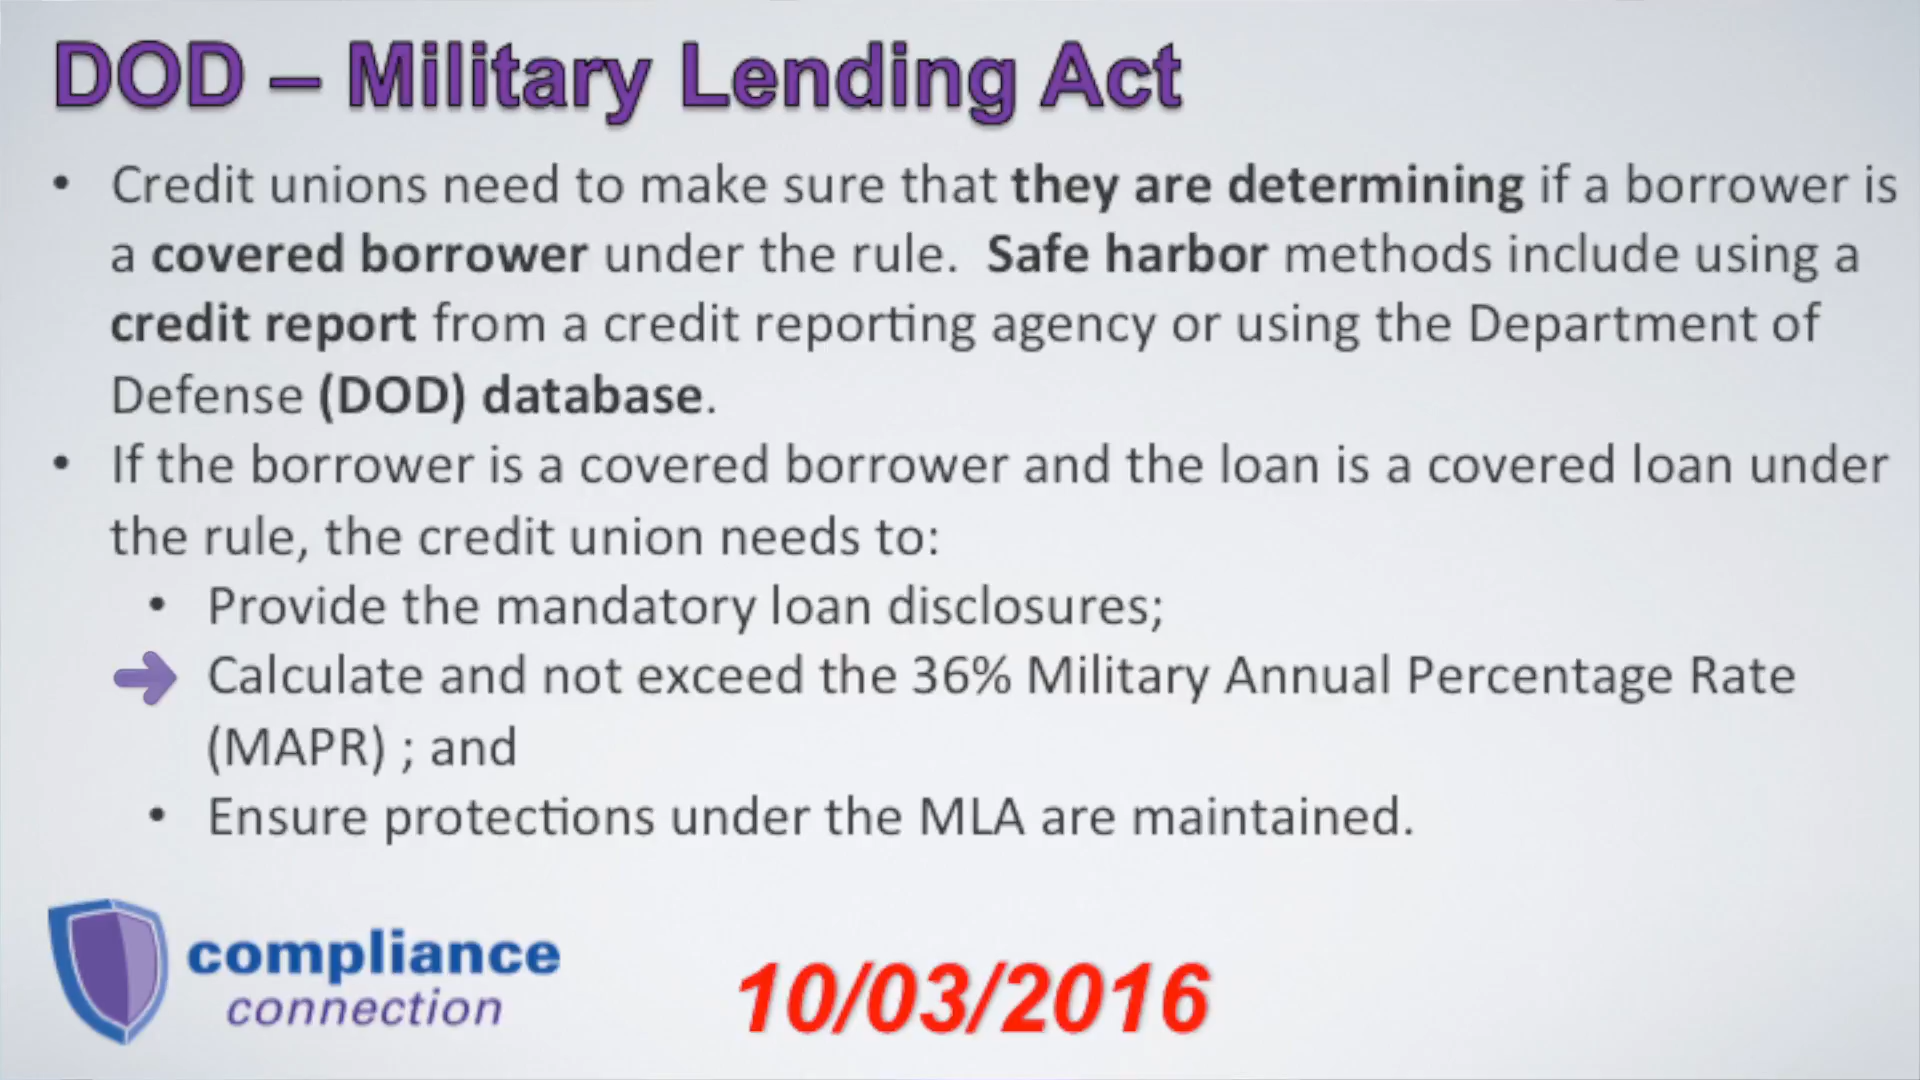 DOD – Military Lending Act
• Credit unions need to make sure that they are determining if a borrower is
a covered borrower under the rule.  Safe harbor methods include using a
credit report from a credit reporting agency or using the Department of
Defense (DOD) database.
• If the borrower is a covered borrower and the loan is a covered loan under
the rule, the credit union needs to:
• Provide the mandatory loan disclosures;
Calculate and not exceed the 36% Military Annual Percentage Rate
(MAPR) ; and
• Ensure protections under the MLA are maintained.
compliance
connection
10/03/2016